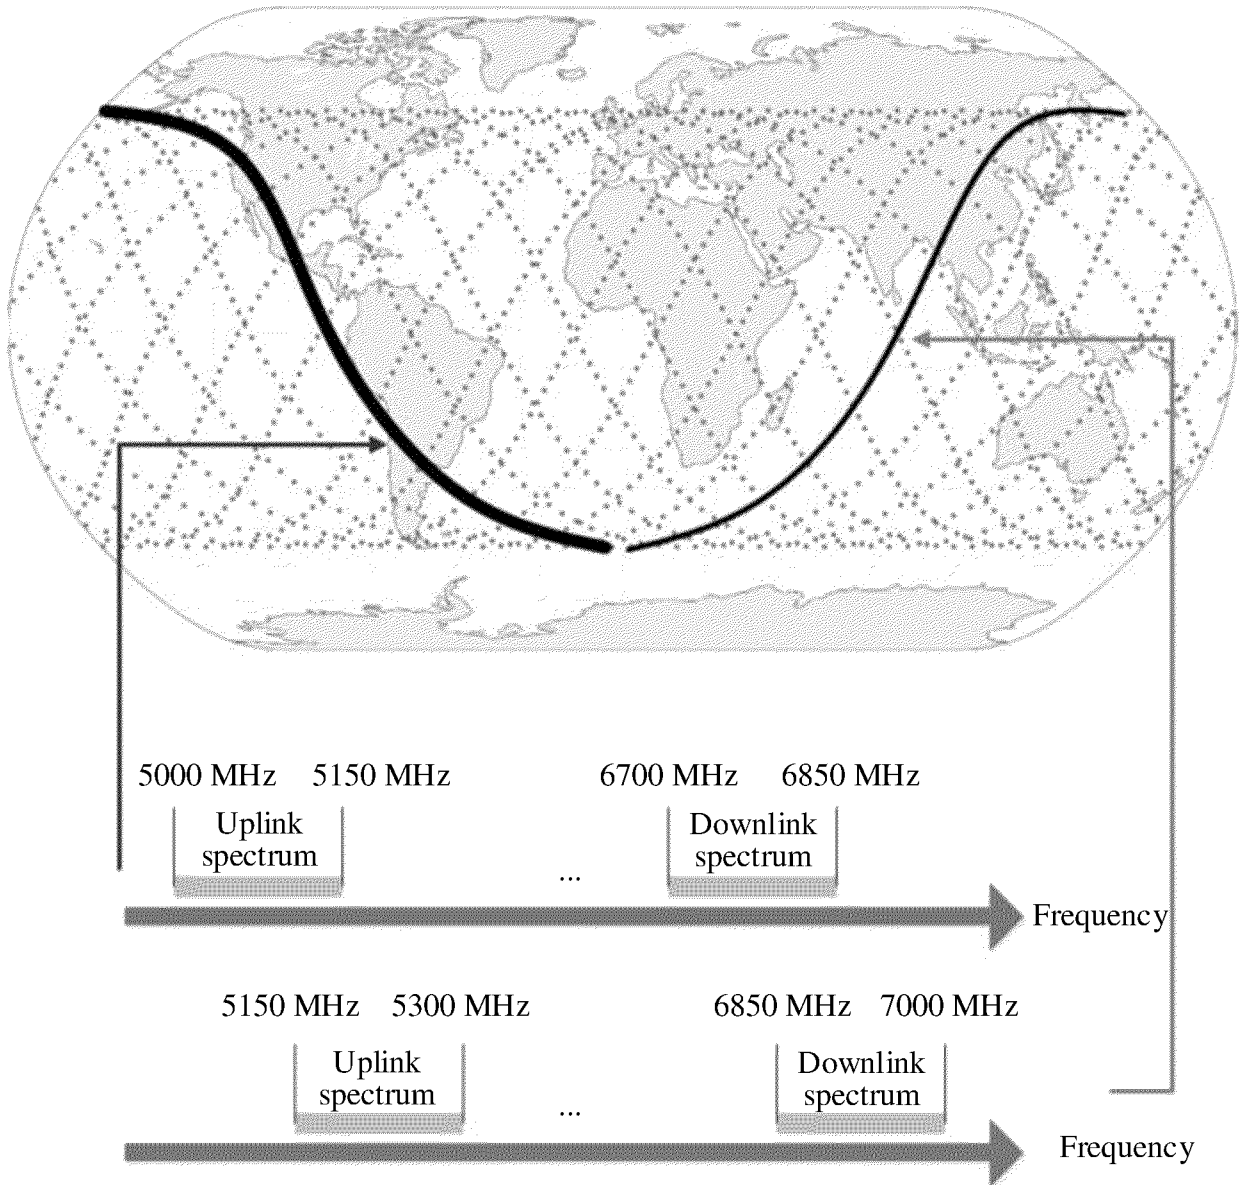 5000 MHz 5150 MHz 6700 MHz 6850 MHz
Uplink spectrum Downlink spectrum
...
Frequency
5150 MHz 5300 MHz 6850 MHz 7000 MHz
Uplink spectrum Downlink spectrum
...
Frequency